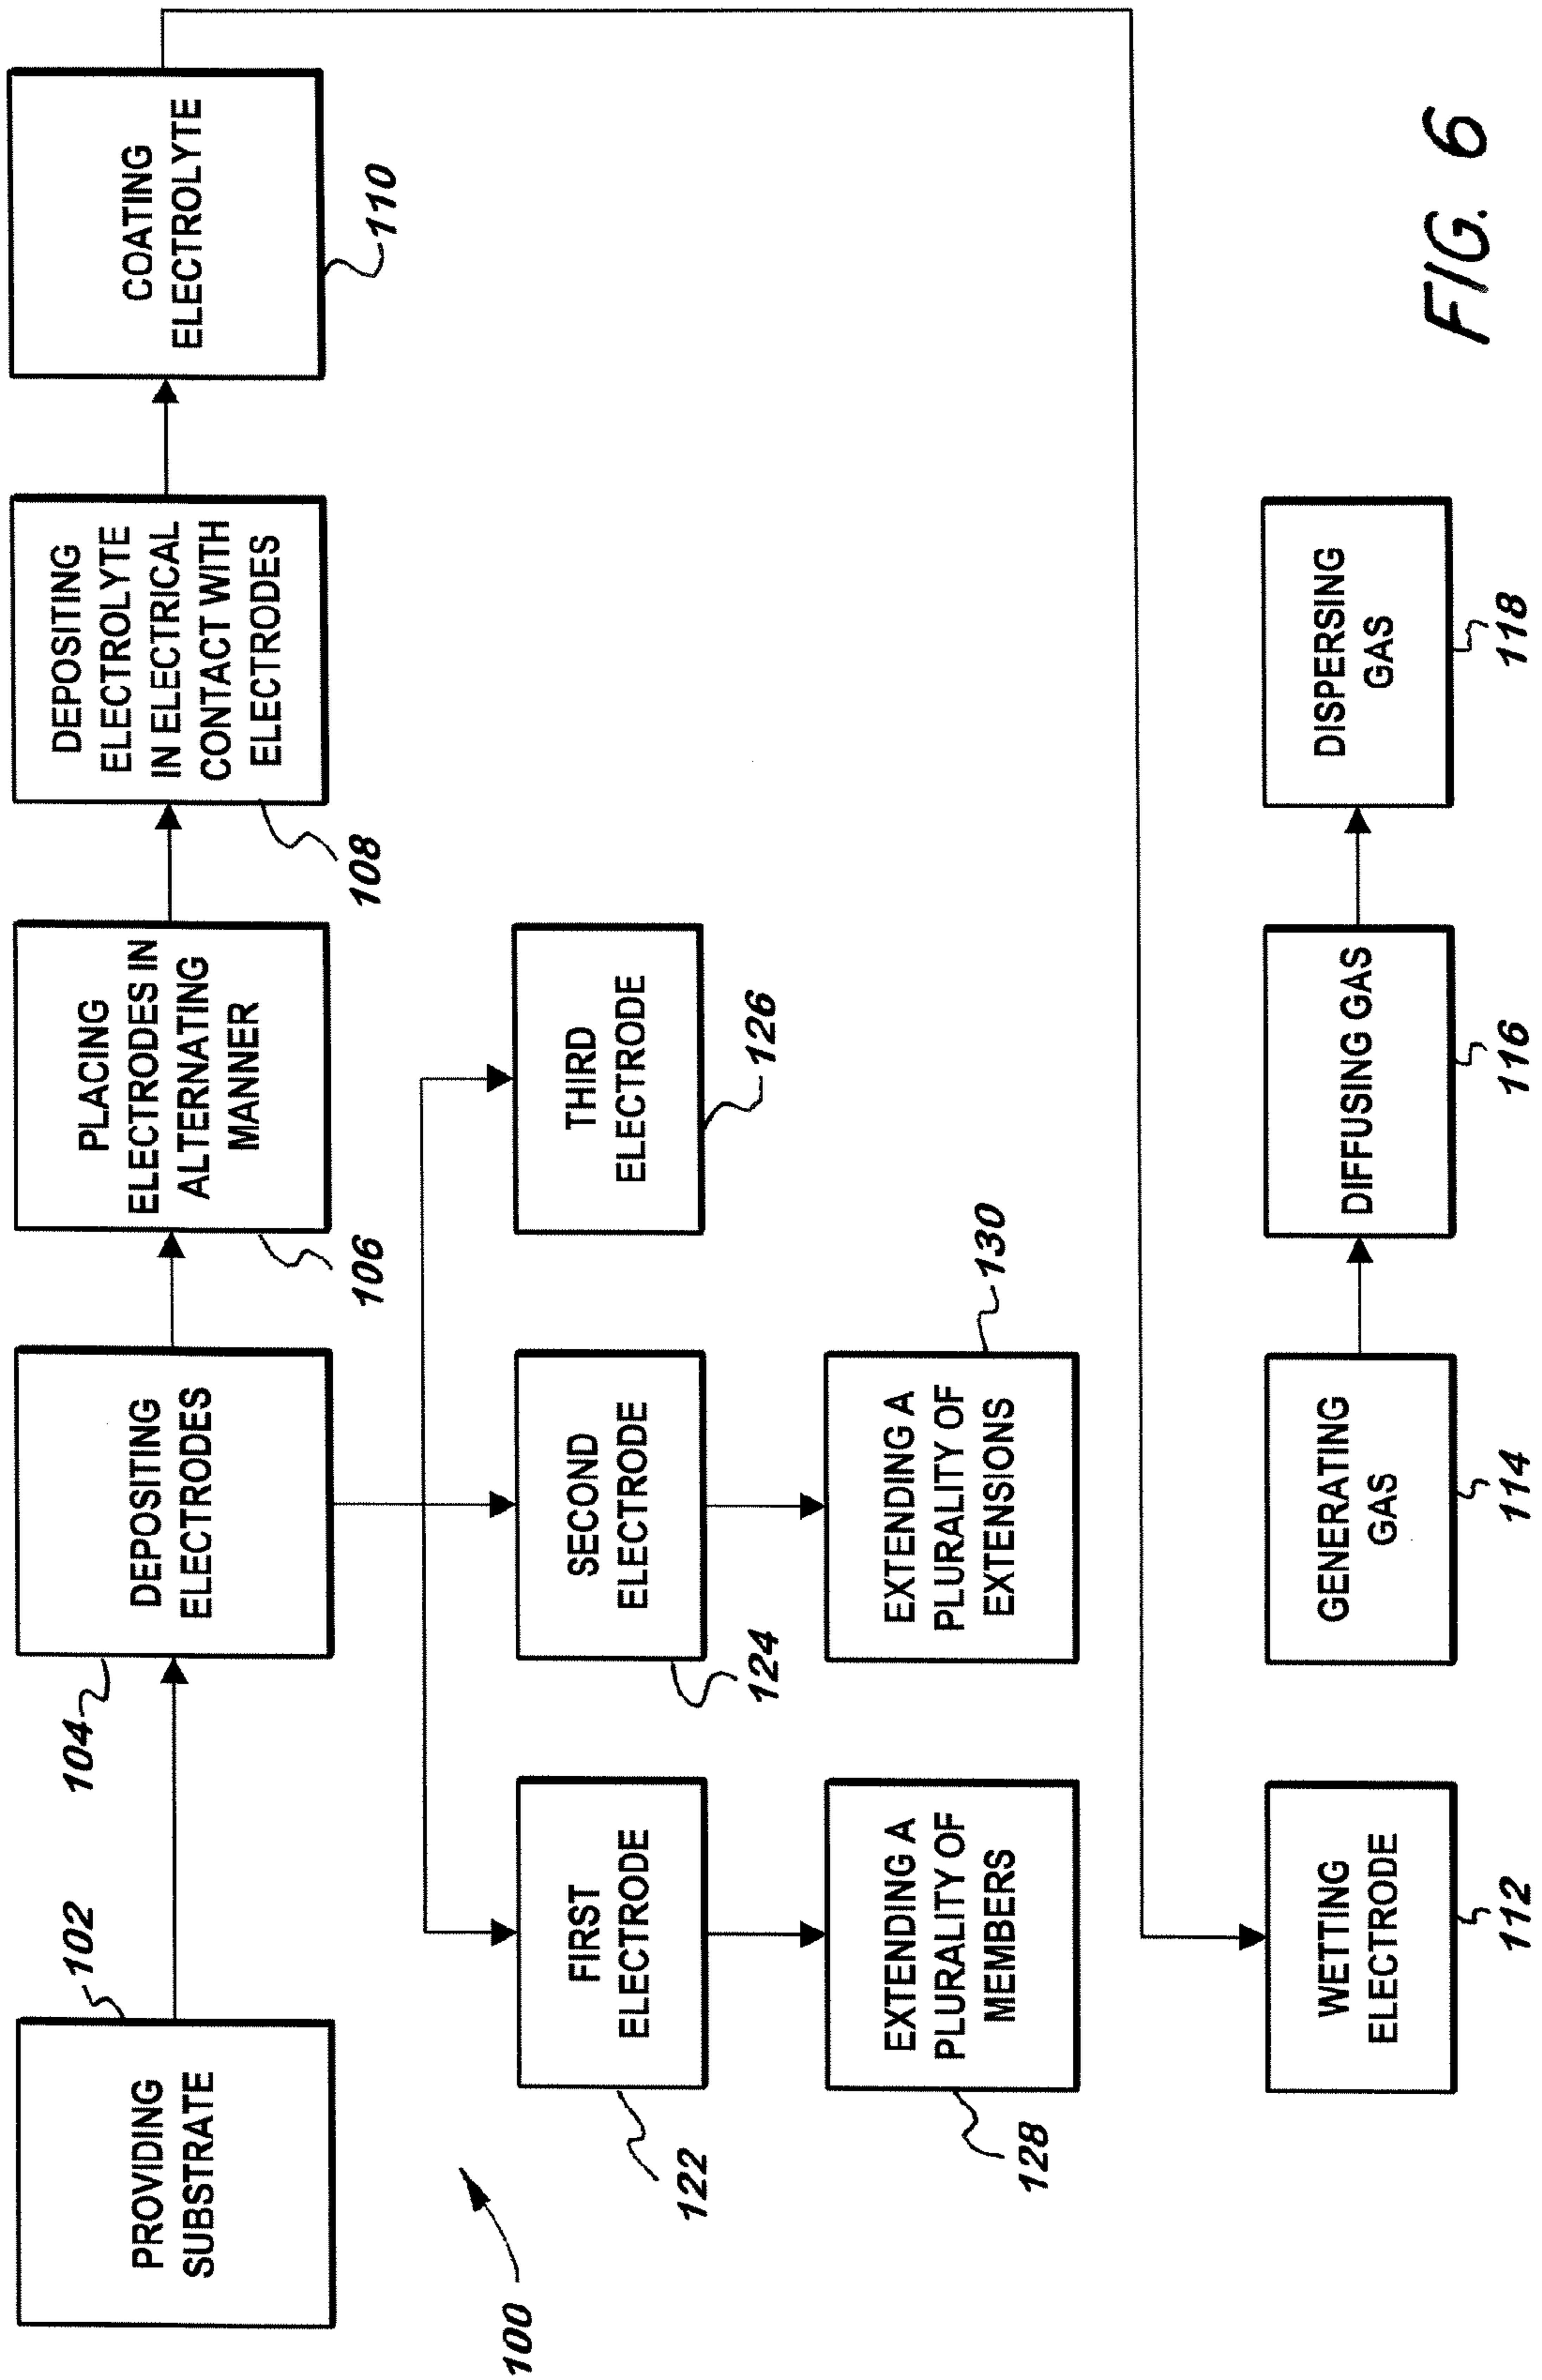 100
PROVIDING
SUBSTRATE
102
DEPOSITING
ELECTRODES
104
PLACING
ELECTRODES IN
ALTERNATING
MANNER
106
DEPOSITING
ELECTROLYTE
IN ELECTRICAL
CONTACT WITH
ELECTRODES
108
COATING
ELECTROLYTE
110
FIRST
ELECTRODE
122
SECOND
ELECTRODE
124
THIRD
ELECTRODE
126
EXTENDING A
PLURALITY OF
MEMBERS
128
EXTENDING A
PLURALITY OF
EXTENSIONS
130
WETTING
ELECTRODE
112
GENERATING
GAS
114
DIFFUSING GAS
116
DISPERSING
GAS
118
FIG. 6